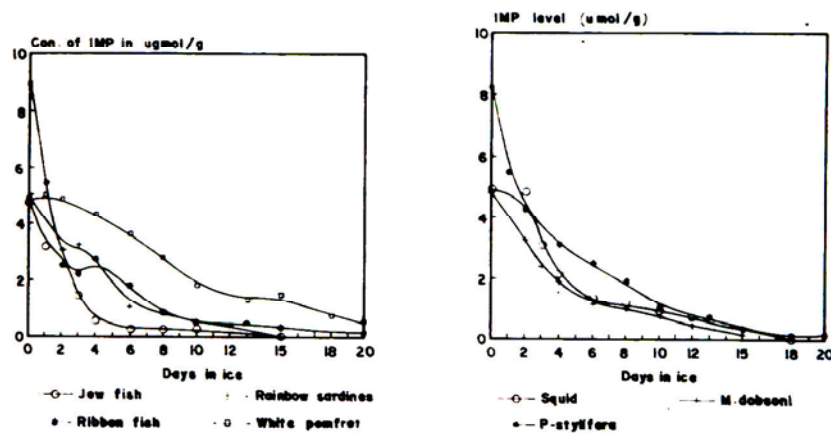 Con. of IMP in ugmol/g
10
8
6
4
2
0
0 2 4 6 8 10 15 20
Days in ice
Jew fish
Rainbow sardines
Ribbon fish
White pomfret
IMP level (umol/g)
10
8
6
4
2
0
0 2 4 6 8 10 12 15 18 20
Days in ice
Squid
M.dobsoni
P-stylifera